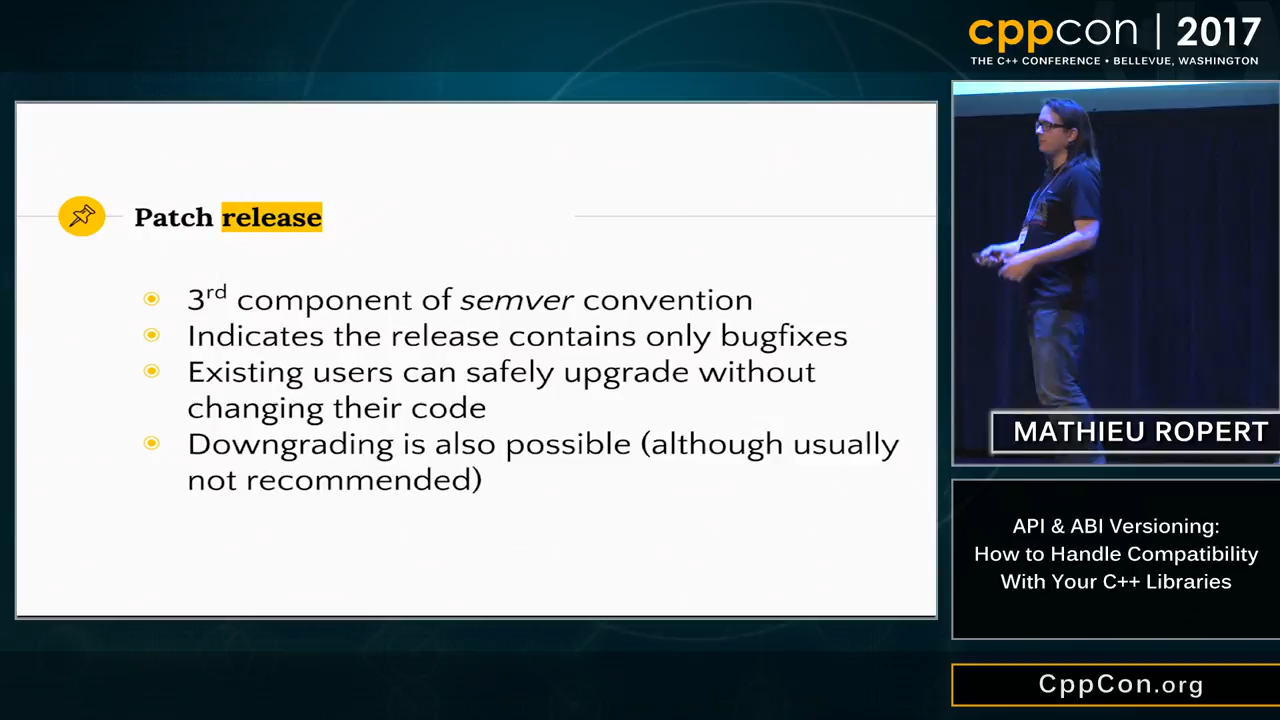 cppcon | 2017
THE C++ CONFERENCE • BELLEVUE, WASHINGTON
Patch release
3rd component of semver convention
Indicates the release contains only bugfixes
Existing users can safely upgrade without
changing their code
Downgrading is also possible (although usually
not recommended)
MATHIEU ROPERT
API & ABI Versioning:
How to Handle Compatibility
With Your C++ Libraries
CppCon.org